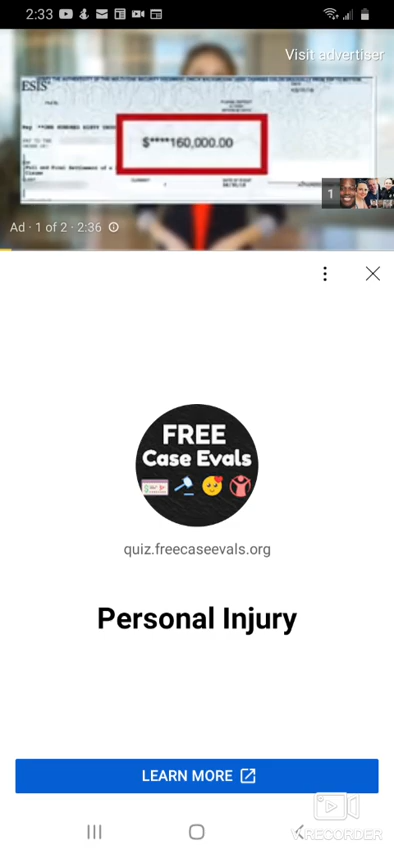 2:33
Visit advertiser
ESIS
$****160,000.00
1
Ad · 1 of 2 · 2:36
FREE
Case Evals
quiz.freecaseevals.org
Personal Injury
LEARN MORE
V.RECORDER